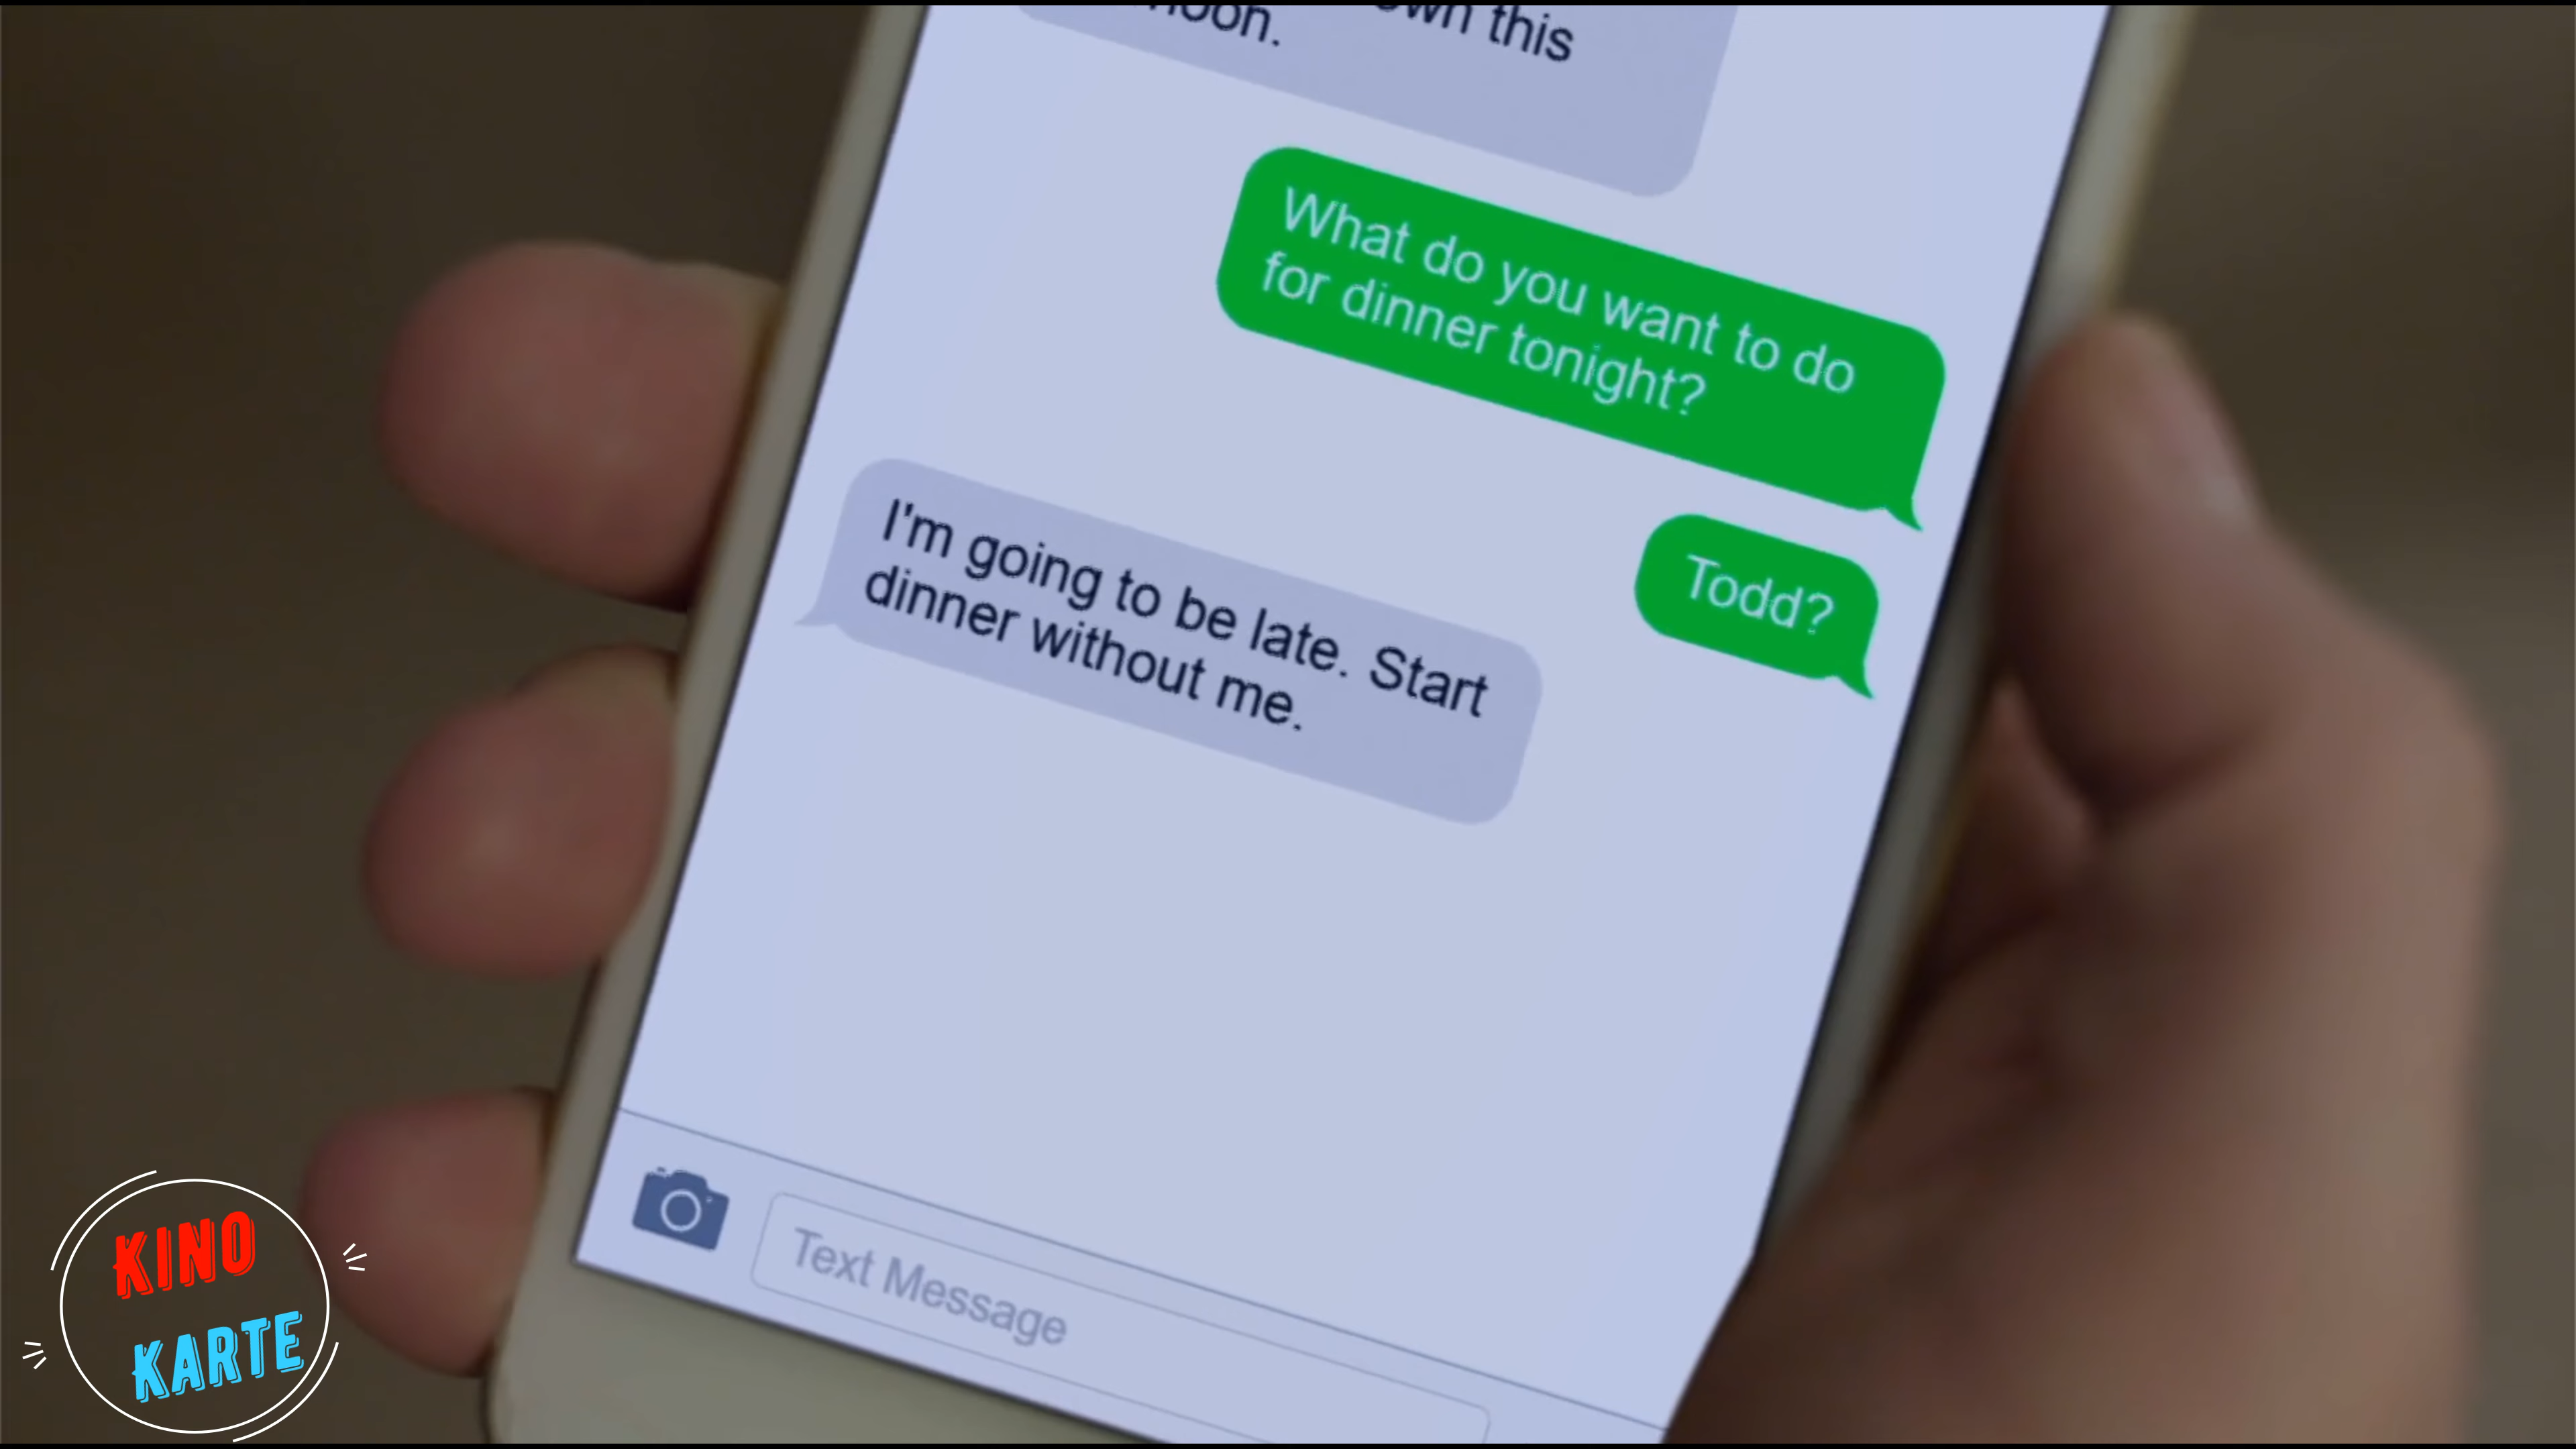 this
What do you want to do
for dinner tonight?
Todd?
I'm going to be late. Start
dinner without me.
Text Message
KINO
KARTE